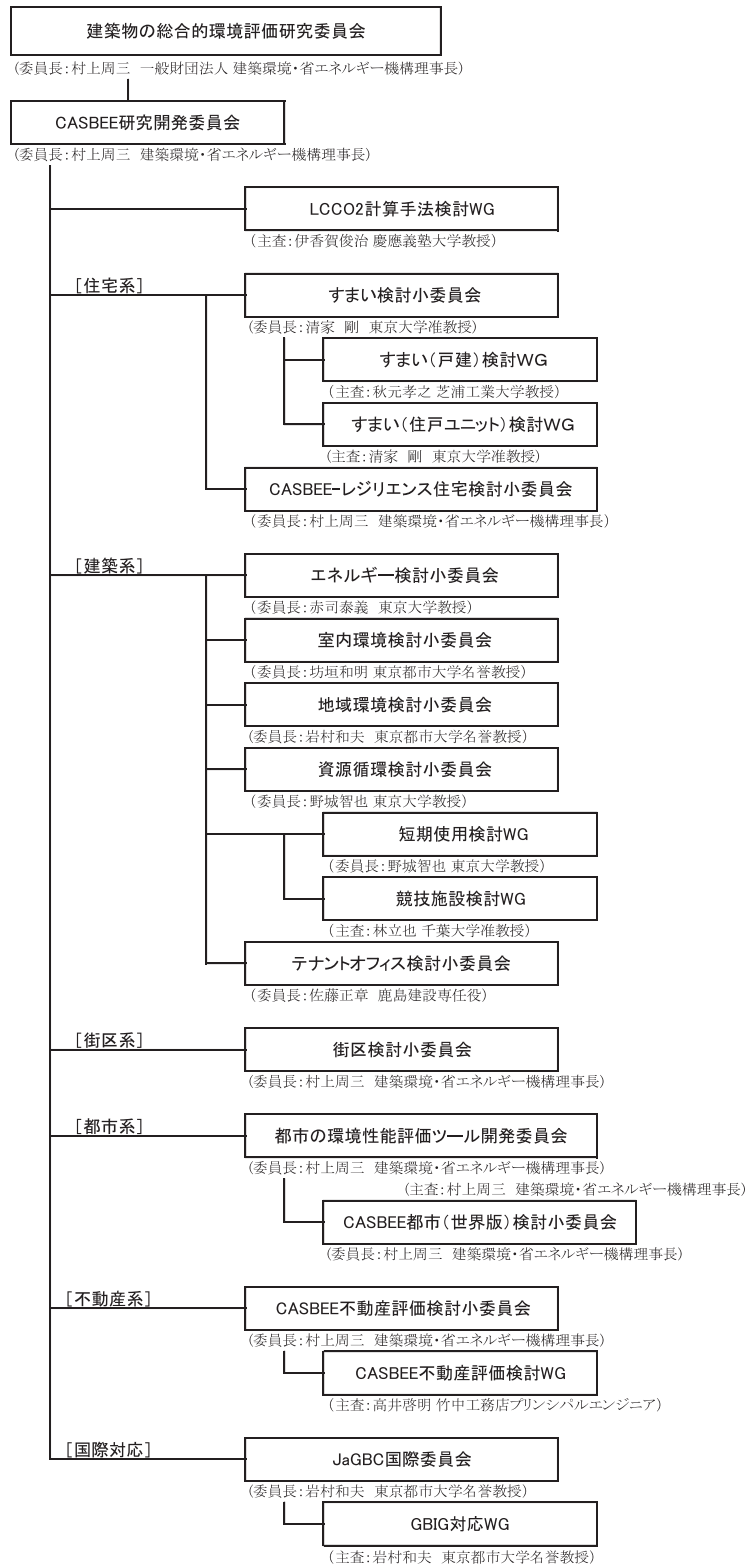 建築物の総合的環境評価研究委員会
(委員長:村上周三 一般財団法人 建築環境・省エネルギー機構理事長)
CASBEE研究開発委員会
(委員長:村上周三 建築環境・省エネルギー機構理事長)
LCCO2計算手法検討WG
(主査:伊香賀俊治 慶應義塾大学教授)
[住宅系]
すまい検討小委員会
(委員長:清家 剛 東京大学准教授)
すまい(戸建)検討WG
(主査:秋元孝之 芝浦工業大学教授)
すまい(住戸ユニット)検討WG
(主査:清家 剛 東京大学准教授)
CASBEE-レジリエンス住宅検討小委員会
(委員長:村上周三 建築環境・省エネルギー機構理事長)
[建築系]
エネルギー検討小委員会
(委員長:赤司泰義 東京大学教授)
室内環境検討小委員会
(委員長:坊垣和明 東京都市大学名誉教授)
地域環境検討小委員会
(委員長:岩村和夫 東京都市大学名誉教授)
資源循環検討小委員会
(委員長:野城智也 東京大学教授)
短期使用検討WG
(委員長:野城智也 東京大学教授)
競技施設検討WG
(主査:林立也 千葉大学准教授)
テナントオフィス検討小委員会
(委員長:佐藤正章 鹿島建設専任役)
[街区系]
街区検討小委員会
(委員長:村上周三 建築環境・省エネルギー機構理事長)
[都市系]
都市の環境性能評価ツール開発委員会
(委員長:村上周三 建築環境・省エネルギー機構理事長)
(主査:村上周三 建築環境・省エネルギー機構理事長)
CASBEE都市(世界版)検討小委員会
(委員長:村上周三 建築環境・省エネルギー機構理事長)
[不動産系]
CASBEE不動産評価検討小委員会
(委員長:村上周三 建築環境・省エネルギー機構理事長)
CASBEE不動産評価検討WG
(主査:高井啓明 竹中工務店プリンシパルエンジニア)
[国際対応]
JaGBC国際委員会
(委員長:岩村和夫 東京都市大学名誉教授)
GBIG対応WG
(主査:岩村和夫 東京都市大学名誉教授)